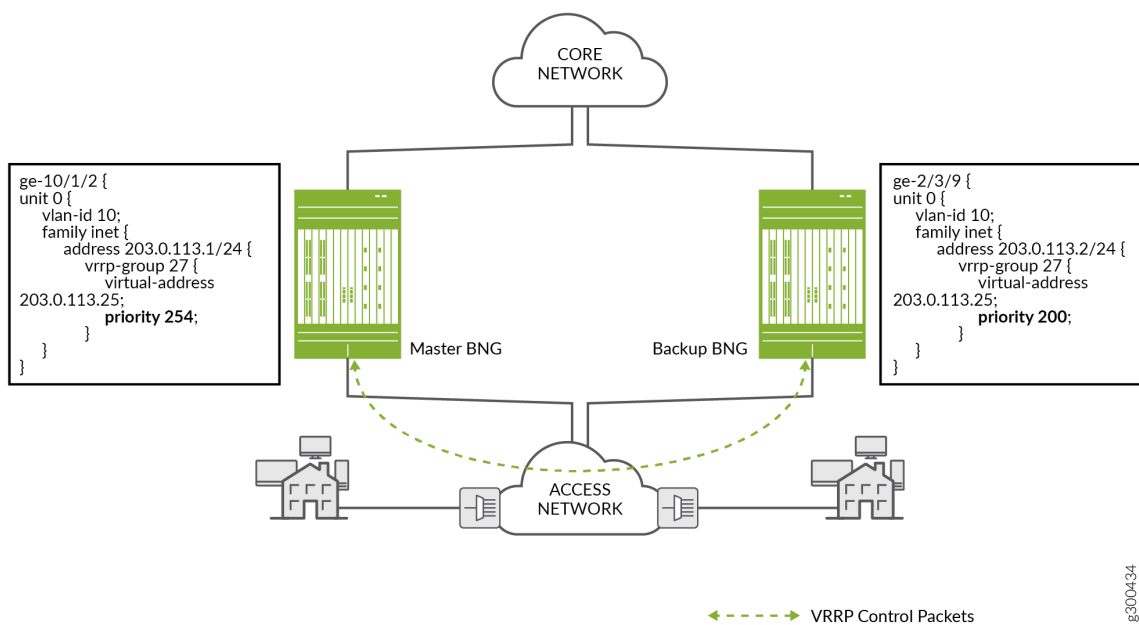 CORE
NETWORK
ge-10/1/2 {
unit 0 {
vlan-id 10;
family inet {
address 203.0.113.1/24 {
vrrp-group 27 {
virtual-address
203.0.113.25;
priority 254;
}
}
}
Master BNG
Backup BNG
ge-2/3/9 {
unit 0 {
vlan-id 10;
family inet {
address 203.0.113.2/24 {
vrrp-group 27 {
virtual-address
203.0.113.25;
priority 200;
}
}
}
ACCESS
NETWORK
VRRP Control Packets
g300434